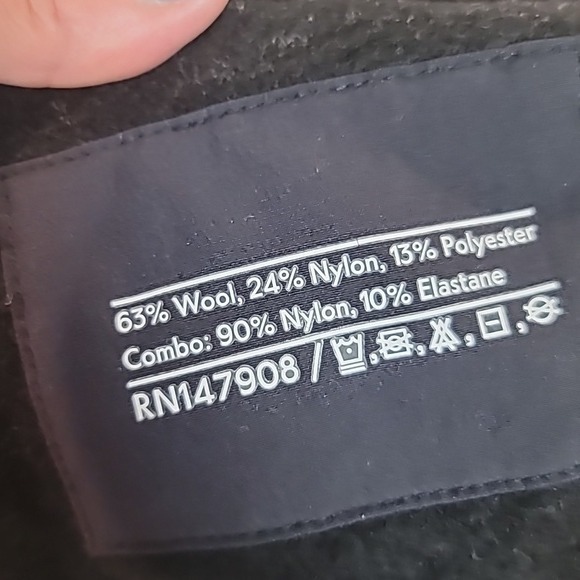 63% Wool, 24% Nylon, 13% Polyester
Combo: 90% Nylon, 10% Elastane
RN147908 /